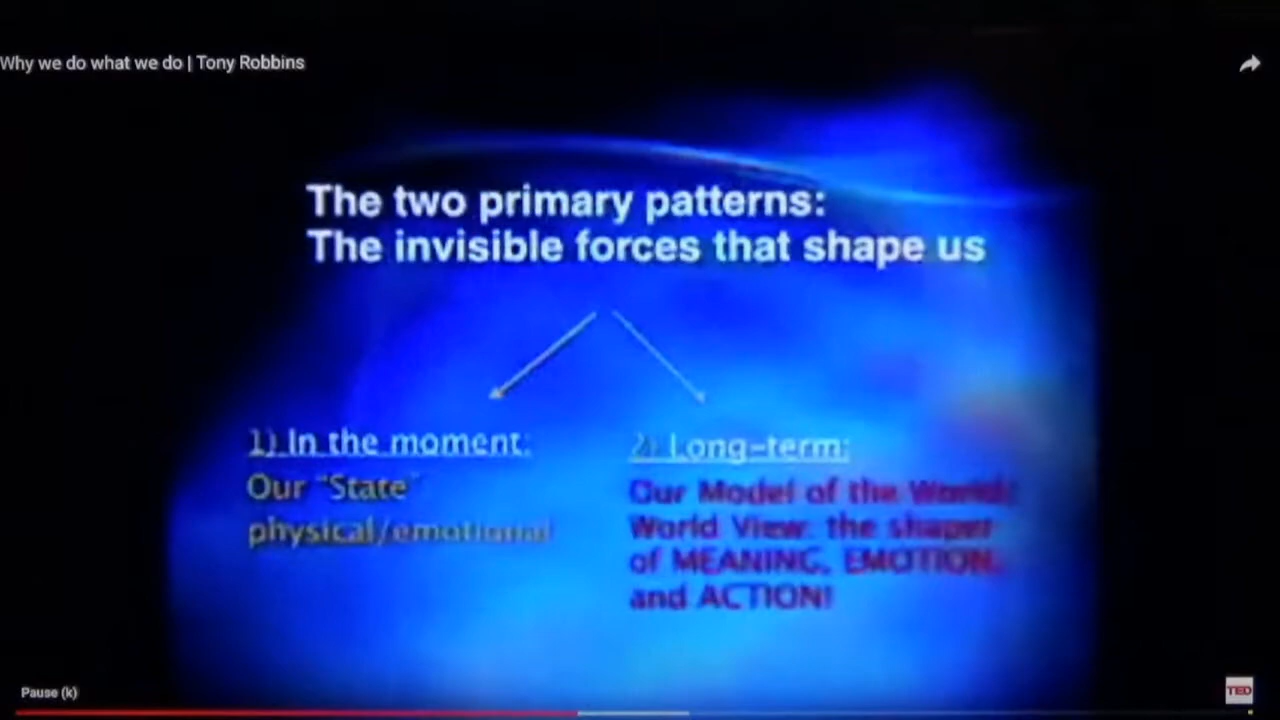 Why we do what we do | Tony Robbins
The two primary patterns:
The invisible forces that shape us
1) In the moment:
2) Long-term:
Our "State"
physical/emotional
Our Model of the World:
World View: the shaper
of MEANING, EMOTION,
and ACTION!
Pause (k)
TED